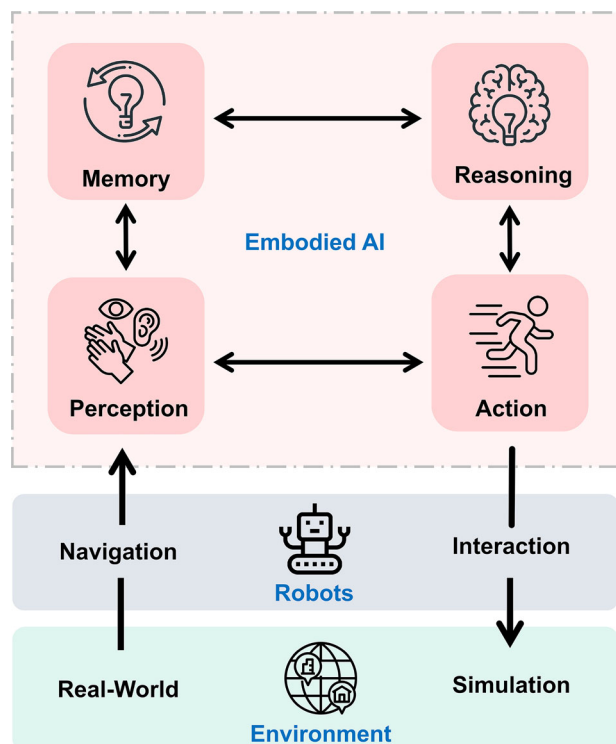 Memory
Reasoning
Embodied AI
Perception
Action
Navigation
Interaction
Robots
Real-World
Simulation
Environment